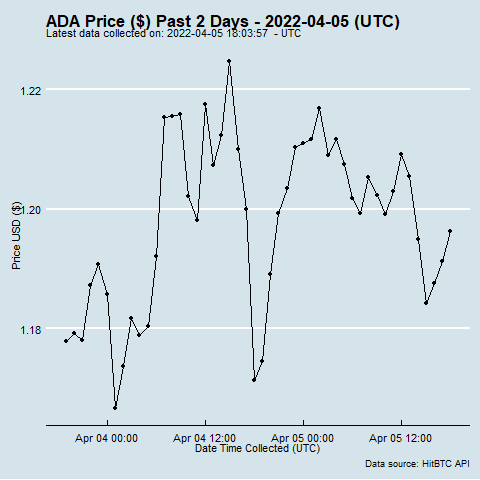 ADA Price ($) Past 2 Days - 2022-04-05 (UTC)
Latest data collected on: 2022-04-05 18:03:57 - UTC
1.22
1.20
1.18
Price USD ($)
Apr 04 00:00
Apr 04 12:00
Apr 05 00:00
Apr 05 12:00
Date Time Collected (UTC)
Data source: HitBTC API